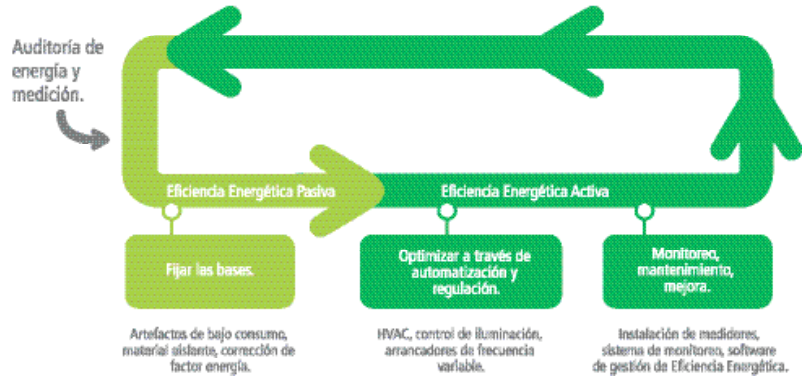 Auditoría de
energía y
medición.
Eficiencia Energética Pasiva
Eficiencia Energética Activa
Fijar las bases.
Optimizar a través de
automatización y
regulación.
Monitoreo,
mantenimiento,
mejora.
Artefactos de bajo consumo,
material aislante, corrección de
factor energía.
HVAC, control de iluminación,
arrancadores de frecuencia
variable.
Instalación de medidores,
sistema de monitoreo, software
de gestión de Eficiencia Energética.